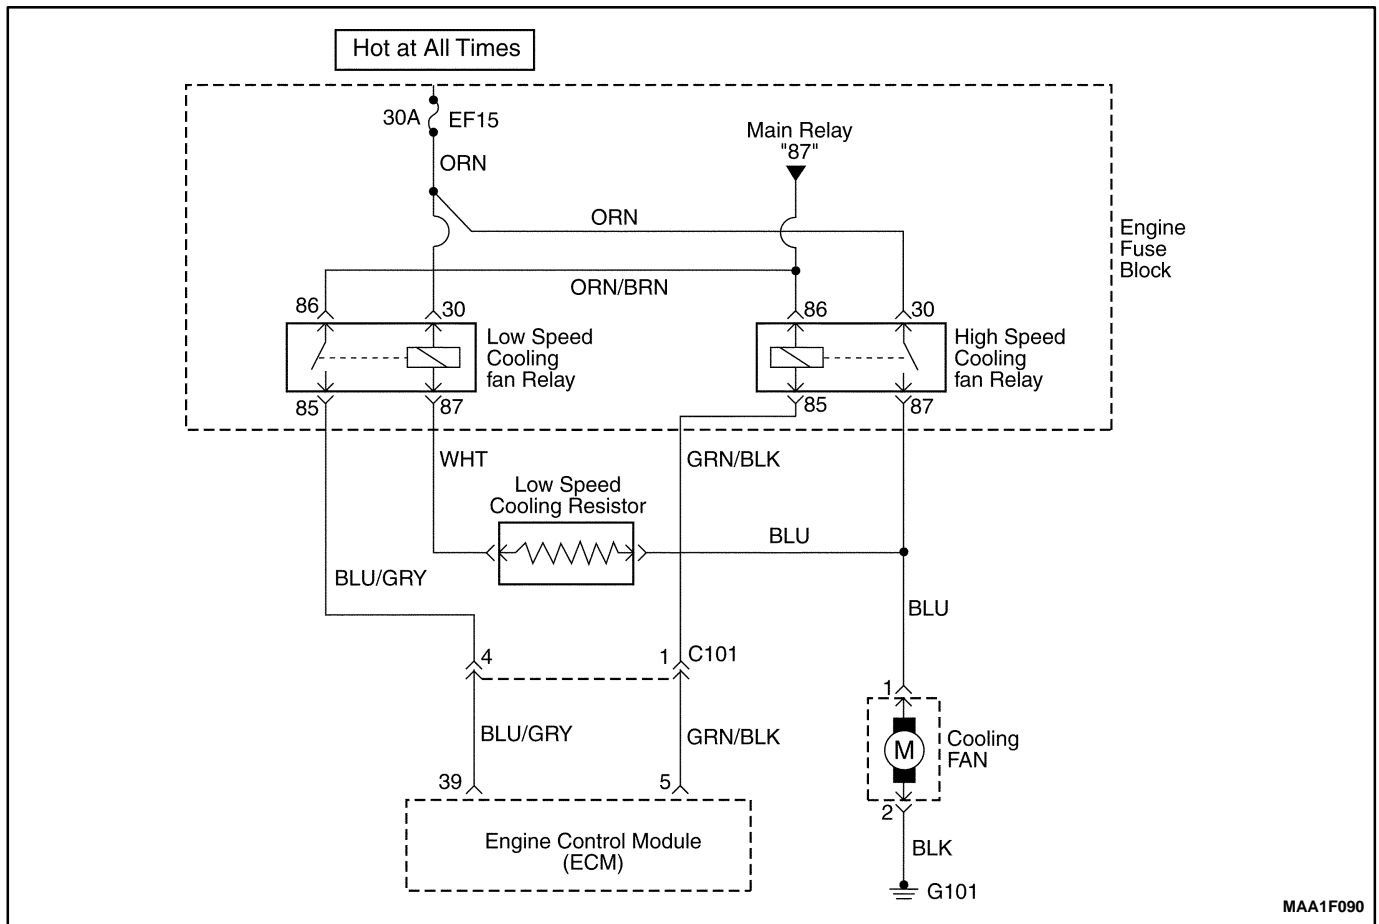 Hot at All Times
30A
EF15
ORN
Main Relay
"87"
ORN
Engine
Fuse
Block
ORN/BRN
86
30
86
30
Low Speed
Cooling
fan Relay
High Speed
Cooling
fan Relay
85
87
85
87
WHT
GRN/BLK
Low Speed
Cooling Resistor
BLU
BLU/GRY
BLU
4
1
C101
1
BLU/GRY
GRN/BLK
M
Cooling
FAN
39
5
2
Engine Control Module
(ECM)
BLK
G101
MAA1F090